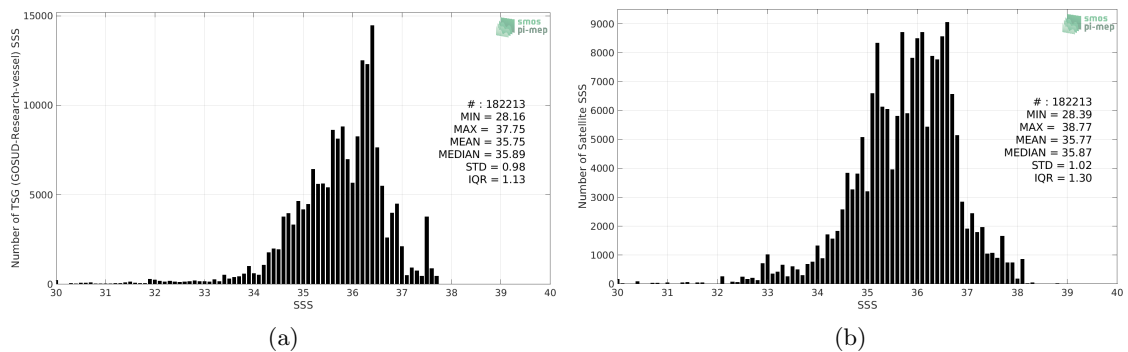 15000
10000
5000
0
Number of TSG (GOSUD-Research-vessel) SSS
smos
pi-mep
# : 182213
MIN = 28.16
MAX = 37.75
MEAN = 35.75
MEDIAN = 35.89
STD = 0.98
IQR = 1.13
30 31 32 33 34 35 36 37 38 39 40
SSS
(a)
9000
8000
7000
6000
5000
4000
3000
2000
1000
0
Number of Satellite SSS
smos
pi-mep
# : 182213
MIN = 28.39
MAX = 38.77
MEAN = 35.77
MEDIAN = 35.87
STD = 1.02
IQR = 1.30
30 31 32 33 34 35 36 37 38 39 40
SSS
(b)